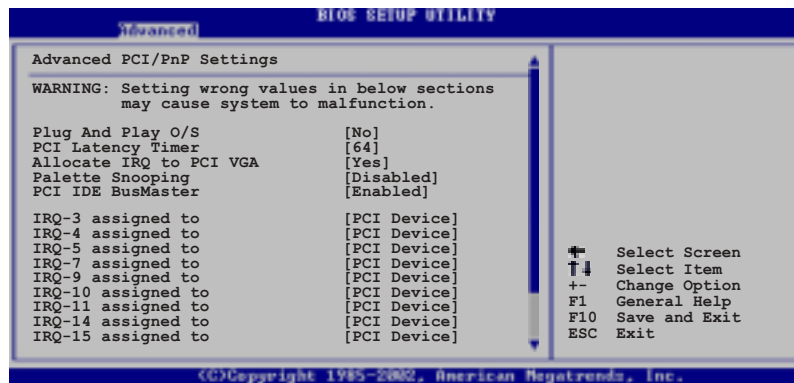 BIOS SETUP UTILITY
Advanced
Advanced PCI/PnP Settings
WARNING: Setting wrong values in below sections
may cause system to malfunction.
Plug And Play O/S [No]
PCI Latency Timer [64]
Allocate IRQ to PCI VGA [Yes]
Palette Snooping [Disabled]
PCI IDE BusMaster [Enabled]
IRQ-3 assigned to [PCI Device]
IRQ-4 assigned to [PCI Device]
IRQ-5 assigned to [PCI Device]
IRQ-7 assigned to [PCI Device]
IRQ-9 assigned to [PCI Device]
IRQ-10 assigned to [PCI Device]
IRQ-11 assigned to [PCI Device]
IRQ-14 assigned to [PCI Device]
IRQ-15 assigned to [PCI Device]
Select Screen
↑↓ Select Item
+- Change Option
F1 General Help
F10 Save and Exit
ESC Exit
(C)Copyright 1985-2002, American Megatrends, Inc.